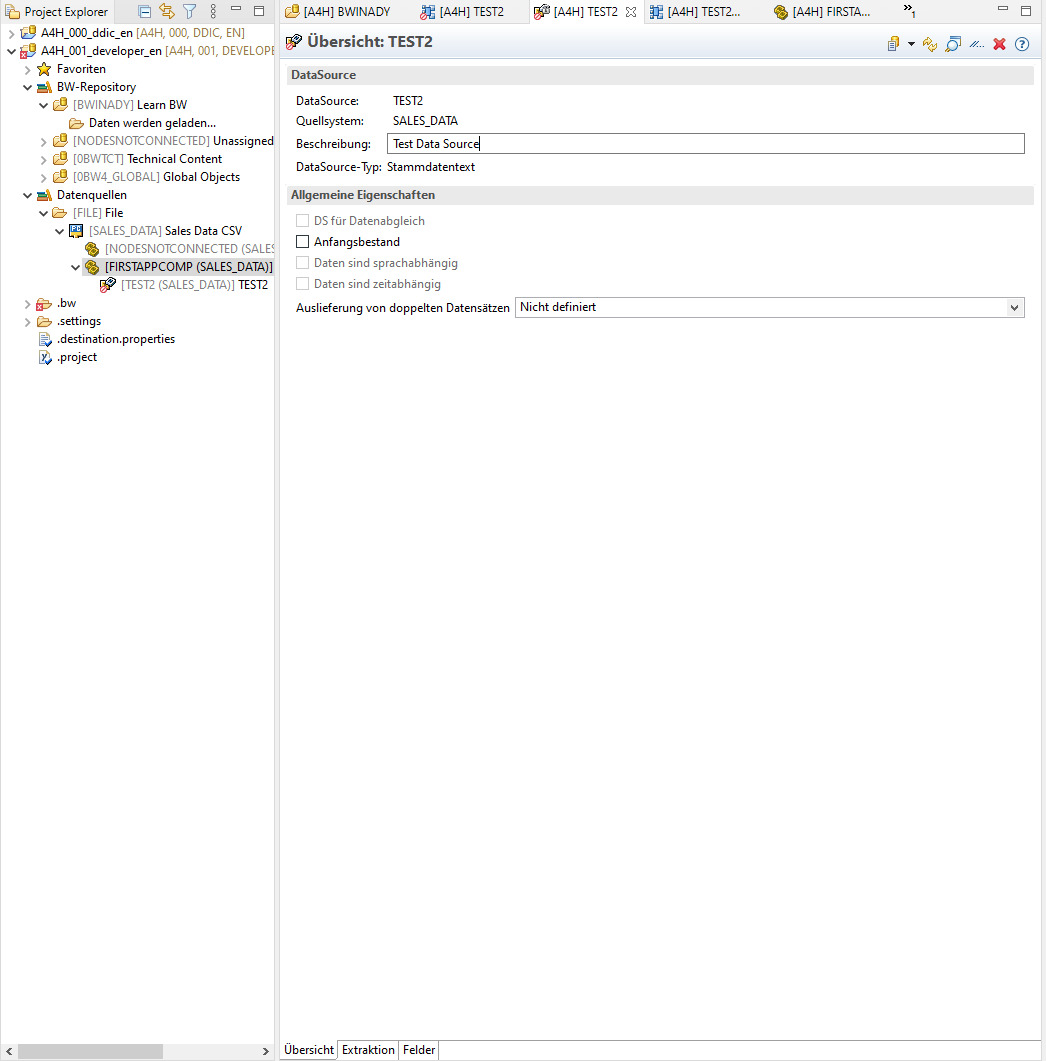 Project Explorer
A4H_000_ddic_en [A4H, 000, DDIC, EN]
A4H_001_developer_en [A4H, 001, DEVELOPE
Favoriten
BW-Repository
[BWINADY] Learn BW
Daten werden geladen...
[NODESNOTCONNECTED] Unassigned
[0BWTCT] Technical Content
[0BW4_GLOBAL] Global Objects
Datenquellen
[FILE] File
[SALES_DATA] Sales Data CSV
[NODESNOTCONNECTED (SALES
[FIRSTAPPCOMP (SALES_DATA)]
[TEST2 (SALES_DATA)] TEST2
.bw
.settings
.destination.properties
.project
[A4H] BWINADY
[A4H] TEST2
[A4H] TEST2
[A4H] TEST2...
[A4H] FIRSTA...
»1
Übersicht: TEST2
DataSource
DataSource: TEST2
Quellsystem: SALES_DATA
Beschreibung: Test Data Source
DataSource-Typ: Stammdatentext
Allgemeine Eigenschaften
DS für Datenabgleich
Anfangsbestand
Daten sind sprachabhängig
Daten sind zeitabhängig
Auslieferung von doppelten Datensätzen Nicht definiert
Übersicht Extraktion Felder